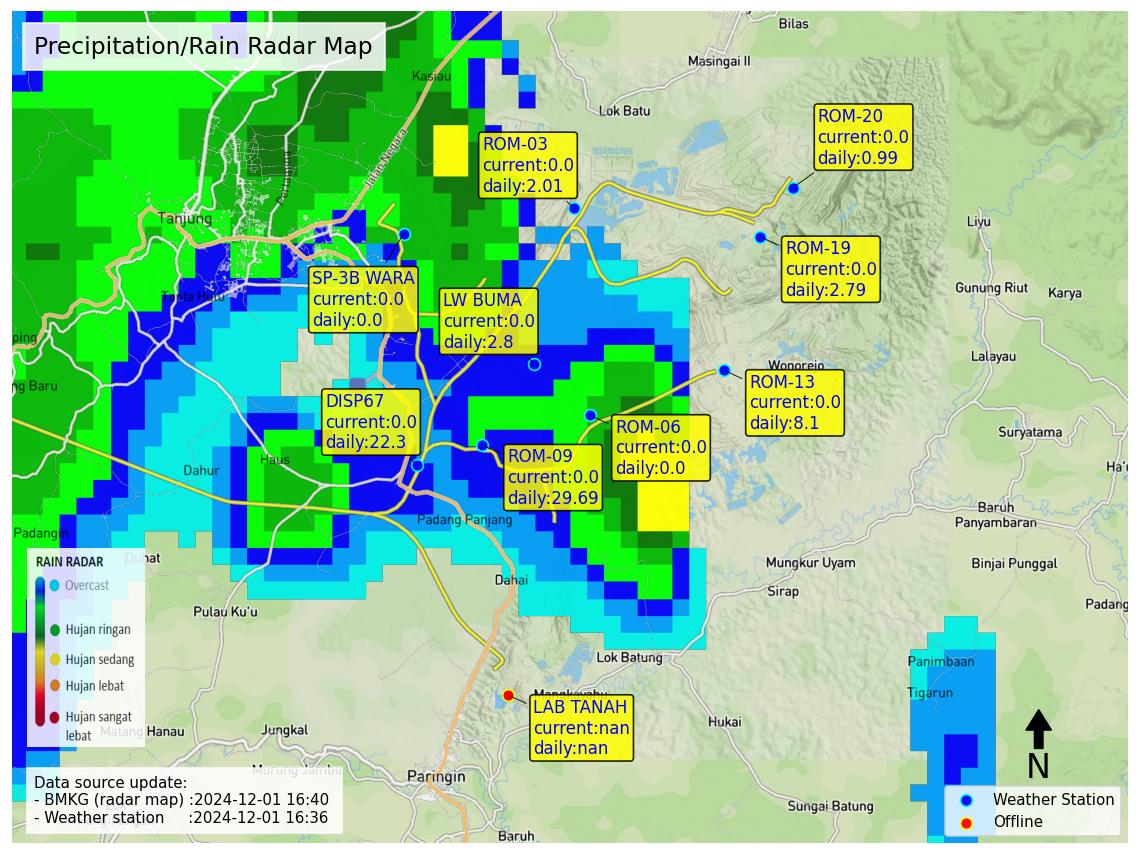 Precipitation/Rain Radar Map
Bilas
Masingai II
Kasiau
Lok Batu
ROM-20
current:0.0
daily:0.99
ROM-03
current:0.0
daily:2.01
Jalan Negara
Tanjung
Liyu
ROM-19
current:0.0
daily:2.79
SP-3B WARA
current:0.0
daily:0.0
LW BUMA
current:0.0
daily:2.8
Gunung Riut
Karya
Lalayau
Wonorejo
ROM-13
current:0.0
daily:8.1
ng Baru
DISP67
current:0.0
daily:22.3
ROM-06
current:0.0
daily:0.0
Suryatama
Haus
Dahur
ROM-09
current:0.0
daily:29.69
Baruh
Panyambaran
Padang Panjang
Padangin
Mungkur Uyam
Binjai Punggal
Dahai
Sirap
Padang
Pulau Ku'u
RAIN RADAR
Overcast
Hujan ringan
Hujan sedang
Hujan lebat
Hujan sangat
lebat
Lok Batung
Panimbaan
Tigarun
LAB TANAH
current:nan
daily:nan
Hukai
Jungkal
Matang Hanau
Murung Jambu
Paringin
Sungai Batung
Baruh
N
Data source update:
- BMKG (radar map) :2024-12-01 16:40
- Weather station :2024-12-01 16:36
Weather Station
Offline